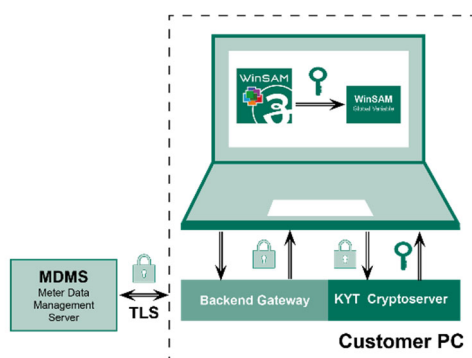 WinSAM
WinSAM
Global Variable
MDMS
Meter Data
Management
Server
TLS
Backend Gateway
KYT Cryptoserver
Customer PC